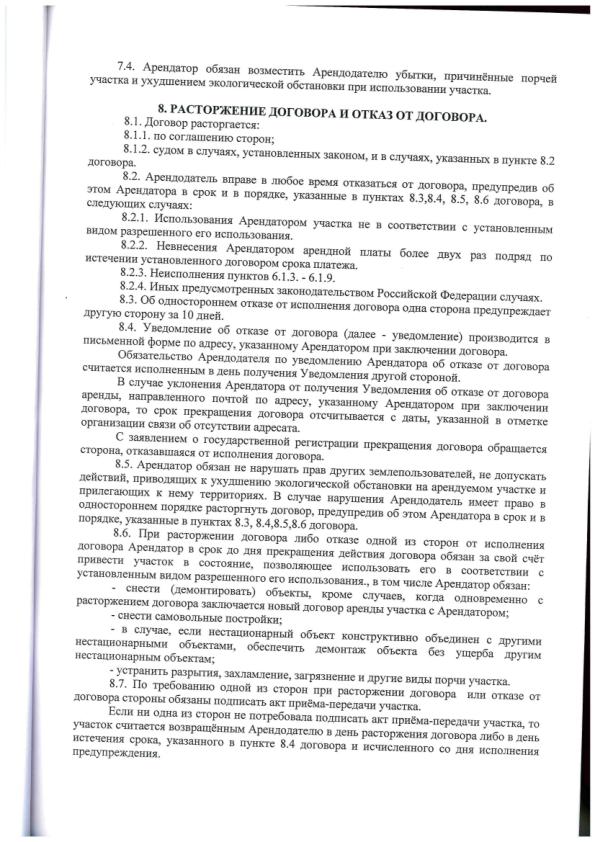 7.4. Арендатор обязан возместить Арендодателю убытки, причинённые порчей
участка и ухудшением экологической обстановки при использовании участка.
8. РАСТОРЖЕНИЕ ДОГОВОРА И ОТКАЗ ОТ ДОГОВОРА.
8.1. Договор расторгается:
8.1.1. по соглашению сторон;
8.1.2. судом в случаях, установленных законом, и в случаях, указанных в пункте 8.2
договора.
8.2. Арендодатель вправе в любое время отказаться от договора, предупредив об
этом Арендатора в срок и в порядке, указанные в пунктах 8.3,8.4, 8.5, 8.6 договора, в
следующих случаях:
8.2.1. Использования Арендатором участка не в соответствии с установленным
видом разрешенного его использования.
8.2.2. Невнесения Арендатором арендной платы более двух раз подряд по
истечении установленного договором срока платежа.
8.2.3. Неисполнения пунктов 6.1.3. - 6.1.9.
8.2.4. Иных предусмотренных законодательством Российской Федерации случаях.
8.3. Об одностороннем отказе от исполнения договора одна сторона предупреждает
другую сторону за 10 дней.
8.4. Уведомление об отказе от договора (далее - уведомление) производится в
письменной форме по адресу, указанному Арендатором при заключении договора.
Обязательство Арендодателя по уведомлению Арендатора об отказе от договора
считается исполненным в день получения Уведомления другой стороной.
В случае уклонения Арендатора от получения Уведомления об отказе от договора
аренды, направленного почтой по адресу, указанному Арендатором при заключении
договора, то срок прекращения договора отсчитывается с даты, указанной в отметке
организации связи об отсутствии адресата.
С заявлением о государственной регистрации прекращения договора обращается
сторона, отказавшаяся от исполнения договора.
8.5. Арендатор обязан не нарушать прав других землепользователей, не допускать
действий, приводящих к ухудшению экологической обстановки на арендуемом участке и
прилегающих к нему территориях. В случае нарушения Арендодатель имеет право в
одностороннем порядке расторгнуть договор, предупредив об этом Арендатора в срок и в
порядке, указанные в пунктах 8.3, 8.4,8.5,8.6 договора.
8.6. При расторжении договора либо отказе одной из сторон от исполнения
договора Арендатор в срок до дня прекращения действия договора обязан за свой счёт
привести участок в состояние, позволяющее использовать его в соответствии с
установленным видом разрешенного его использования., в том числе Арендатор обязан:
- снести (демонтировать) объекты, кроме случаев, когда одновременно с
расторжением договора заключается новый договор аренды участка с Арендатором;
- снести самовольные постройки;
- в случае, если нестационарный объект конструктивно объединен с другими
нестационарными объектами, обеспечить демонтаж объекта без ущерба другим
нестационарным объектам;
- устранить разрытия, захламление, загрязнение и другие виды порчи участка.
8.7. По требованию одной из сторон при расторжении договора или отказе от
договора стороны обязаны подписать акт приёма-передачи участка.
Если ни одна из сторон не потребовала подписать акт приёма-передачи участка, то
участок считается возвращённым Арендодателю в день расторжения договора либо в день
истечения срока, указанного в пункте 8.4 договора и исчисленного со дня исполнения
предупреждения.